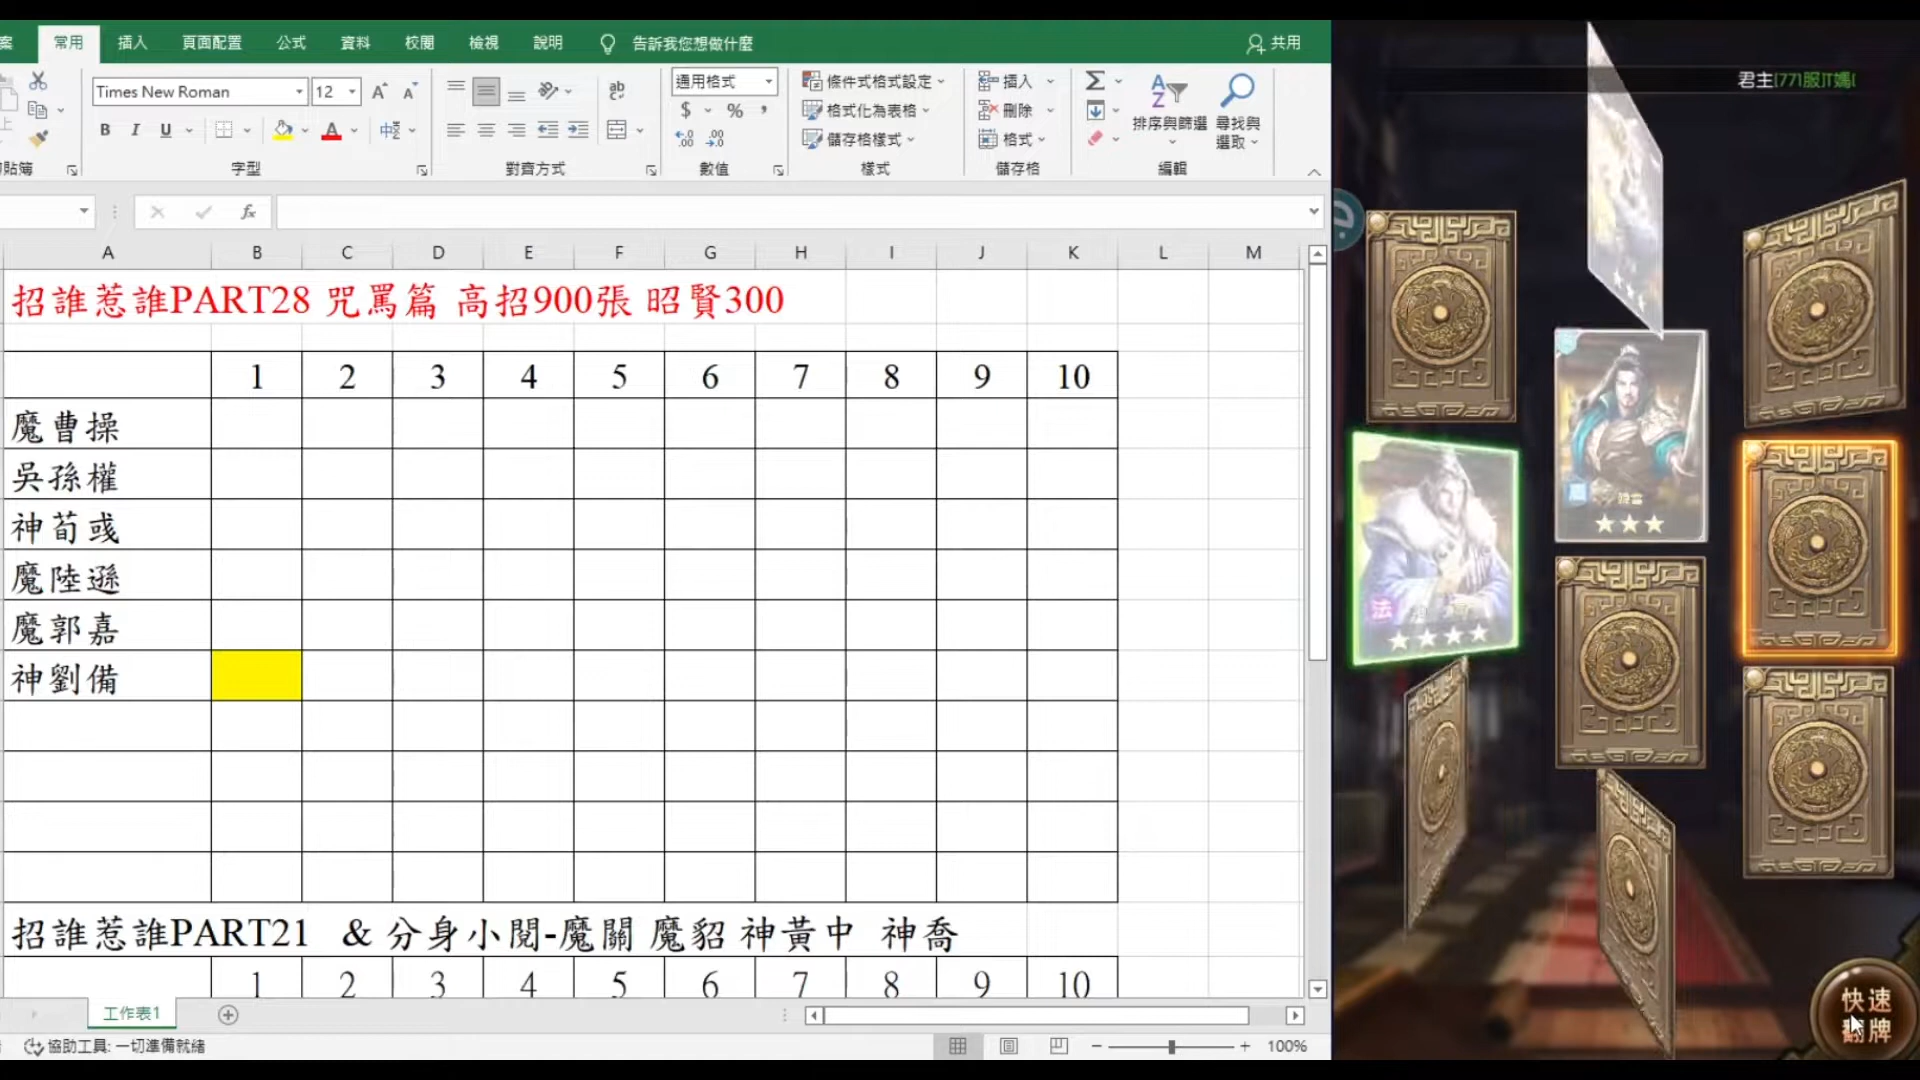 案 常用 插入 頁面配置 公式 資料 校閱 檢視 說明 告訴我您想做什麼 共用
Times New Roman 12
B I U
通用格式
$ % ,
條件式格式設定
格式化為表格
儲存格樣式
插入
刪除
格式
排序與篩選
尋找與
選取
剪貼簿 字型 對齊方式 數值 樣式 儲存格 編輯
fx
A B C D E F G H I J K L M
招誰惹誰PART28 咒罵篇 高招900張 昭賢300
1 2 3 4 5 6 7 8 9 10
魔曹操
吳孫權
神荀彧
魔陸遜
魔郭嘉
神劉備
招誰惹誰PART21 & 分身小閔-魔關 魔貂 神黃中 神喬
1 2 3 4 5 6 7 8 9 10
工作表1
協助工具: 一切準備就緒
100%
法
快速
翻牌